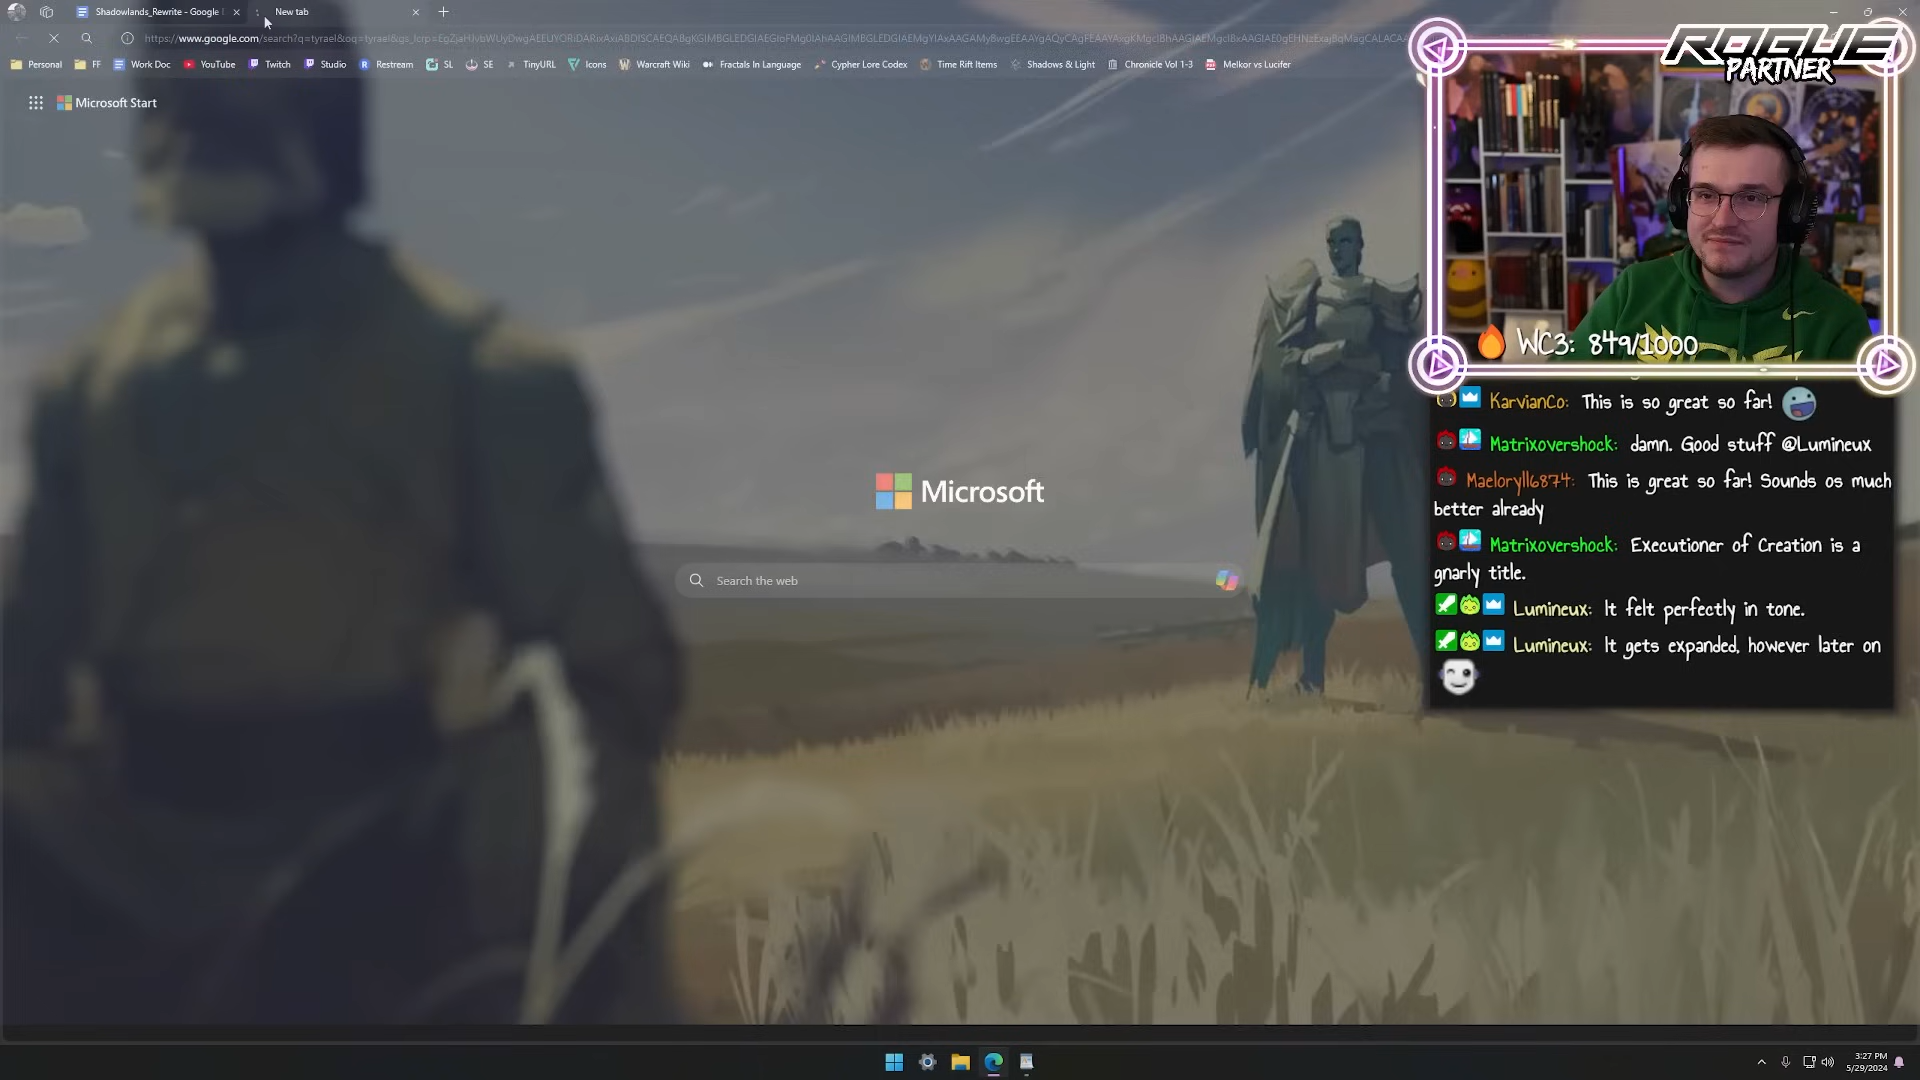 Shadowlands_Rewrite - Google
New tab
https://www.google.com/search?q=tyrael&oq=tyrael&gs_lcrp=
Personal FF Work Doc YouTube Twitch Studio Restream SL SE TinyURL Icons Warcraft Wiki Fractals In Language Cypher Lore Codex Time Rift Items Shadows & Light Chronicle Vol 1-3 Melkor vs Lucifer
Microsoft Start
ROGUE
PARTNER
WC3: 849/1000
KarvianCo: This is so great so far!
Matrixovershock: damn. Good stuff @Lumineux
Maeloryll6874: This is great so far! Sounds os much
better already
Matrixovershock: Executioner of Creation is a
gnarly title.
Lumineux: It felt perfectly in tone.
Lumineux: It gets expanded, however later on
Microsoft
Search the web
3:27 PM
5/29/2024